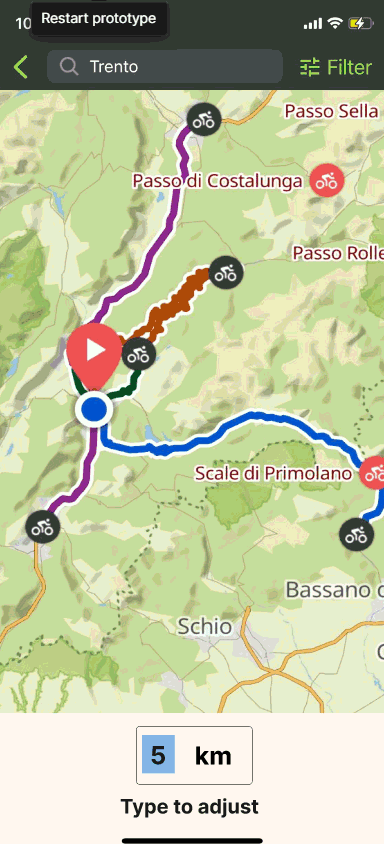 10
Restart prototype
Trento
Filter
Passo Sella
Passo di Costalunga
Passo Rolle
Scale di Primolano
Bassano
Schio
5 km
Type to adjust